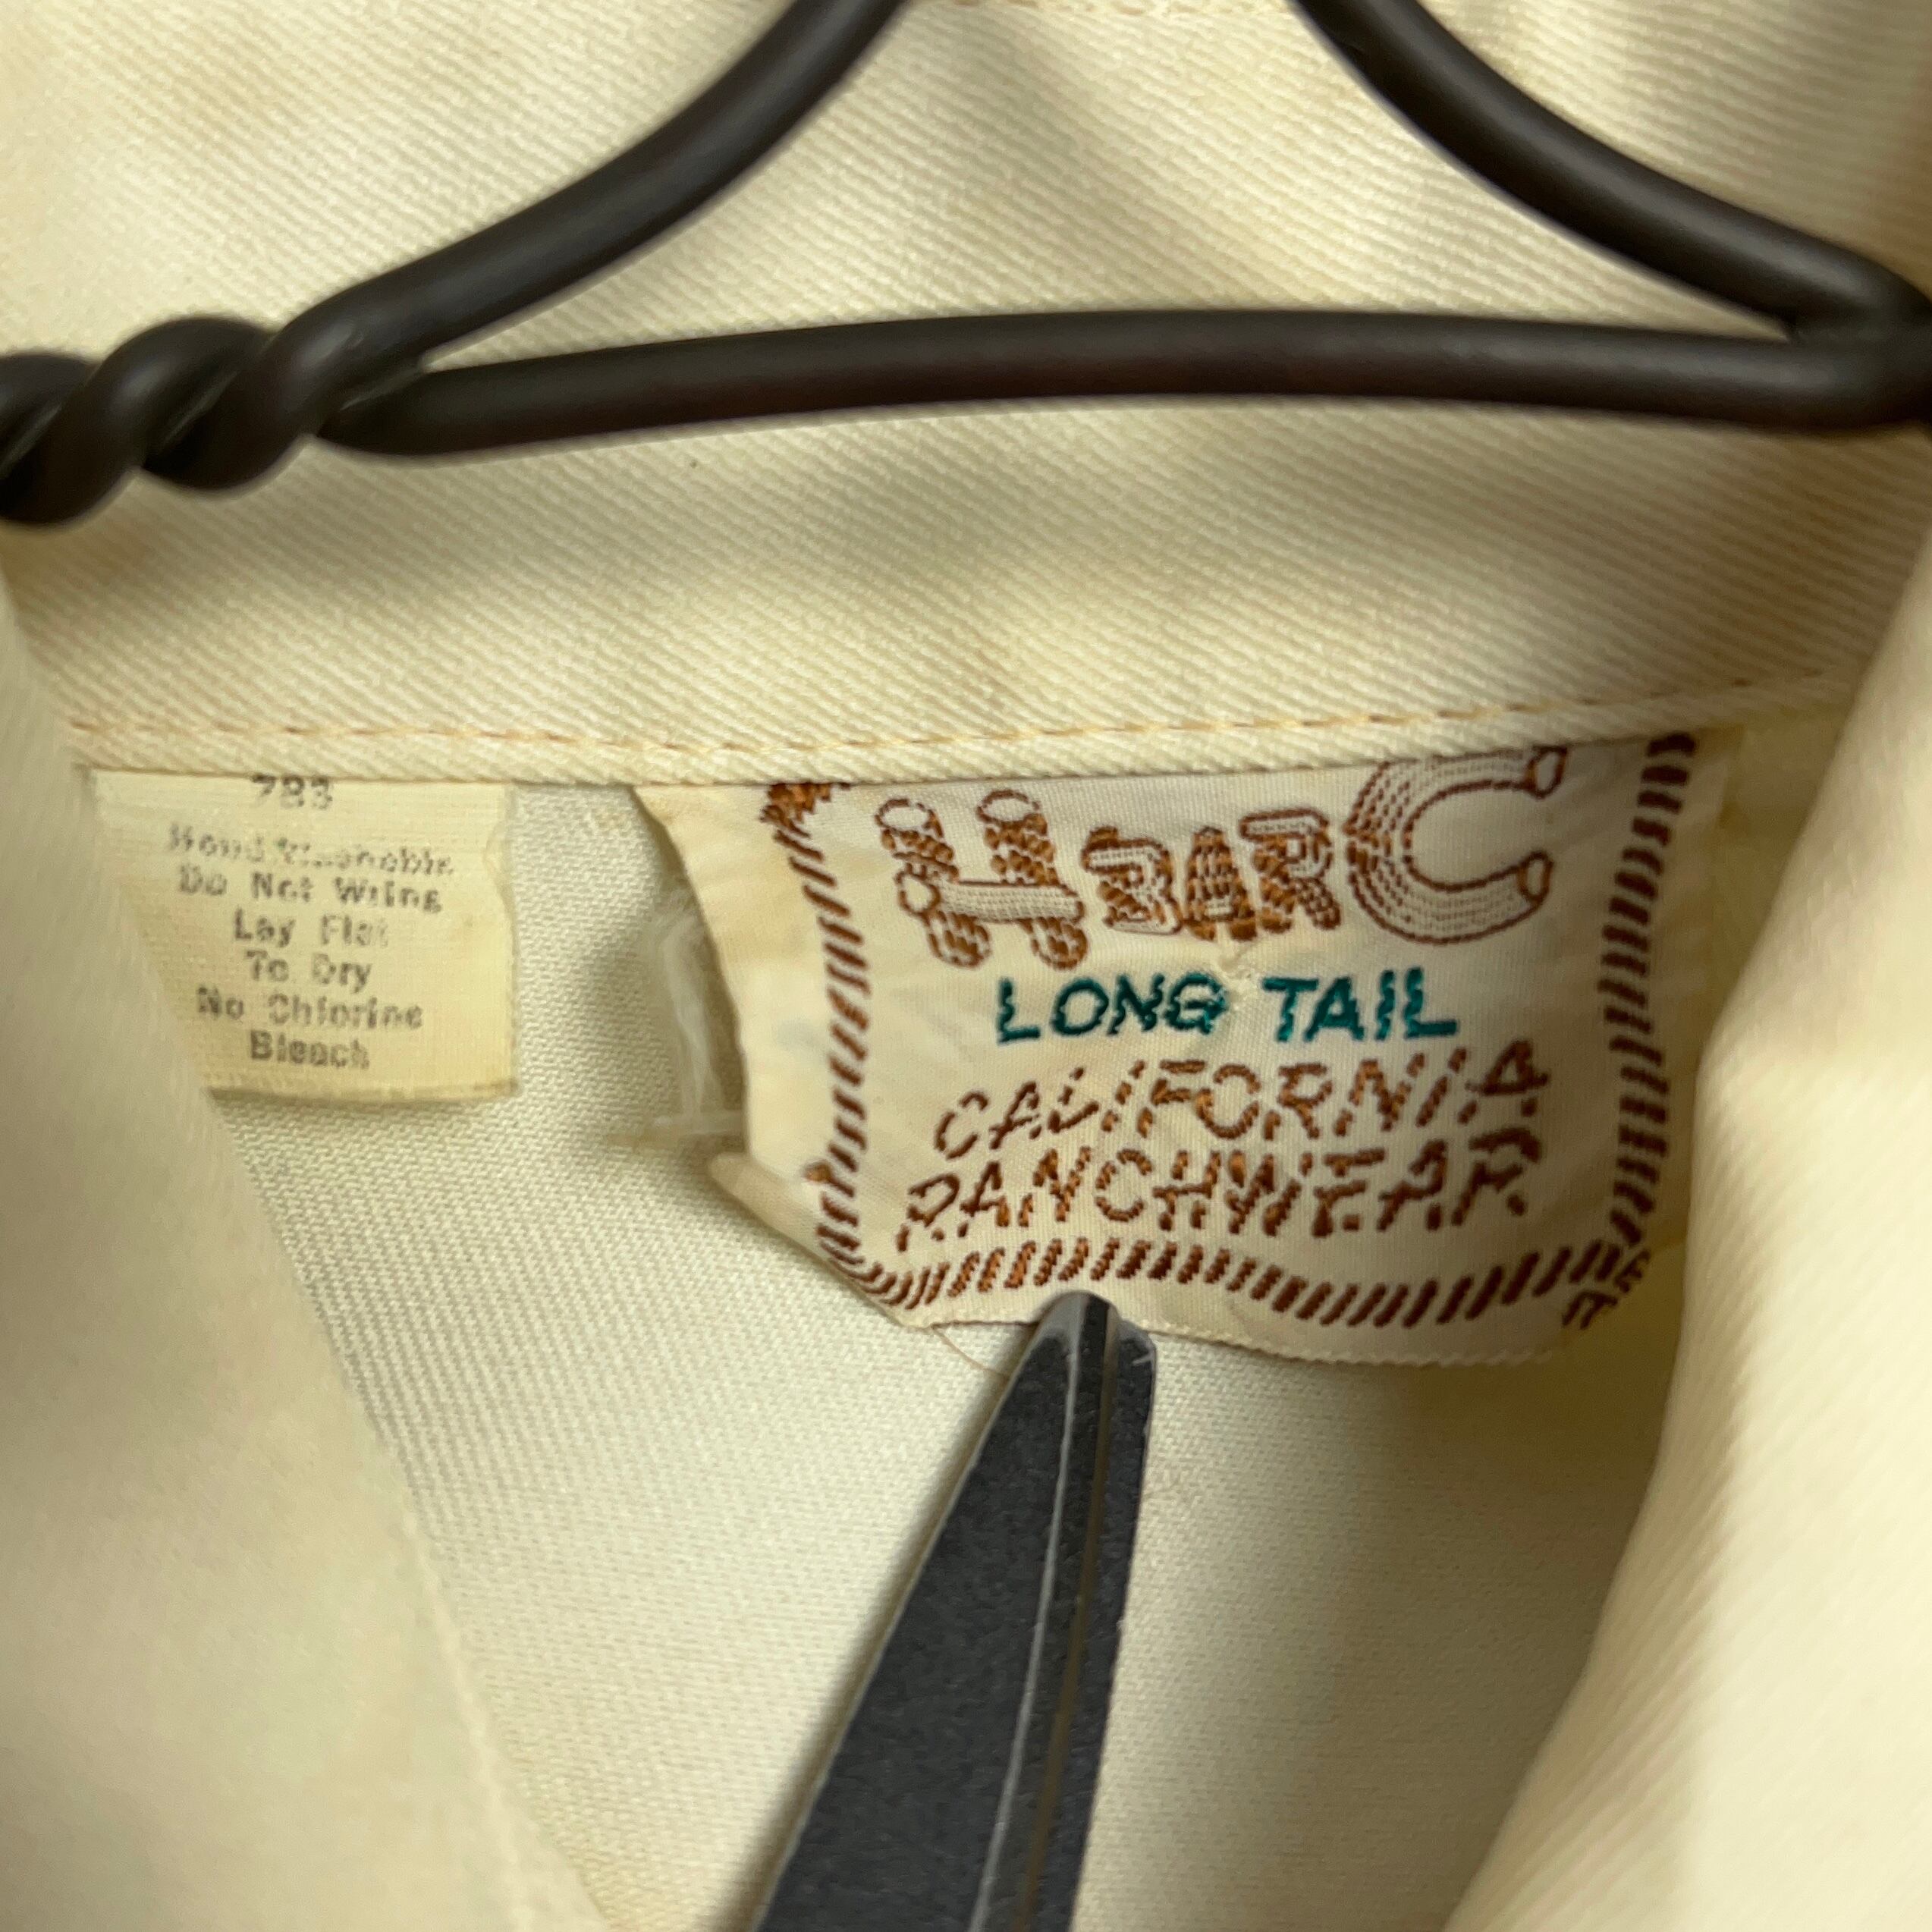 783
Hand Washable
Do Not Wring
Lay Flat
To Dry
No Chlorine
Bleach
H BAR C
LONG TAIL
CALIFORNIA
RANCHWEAR